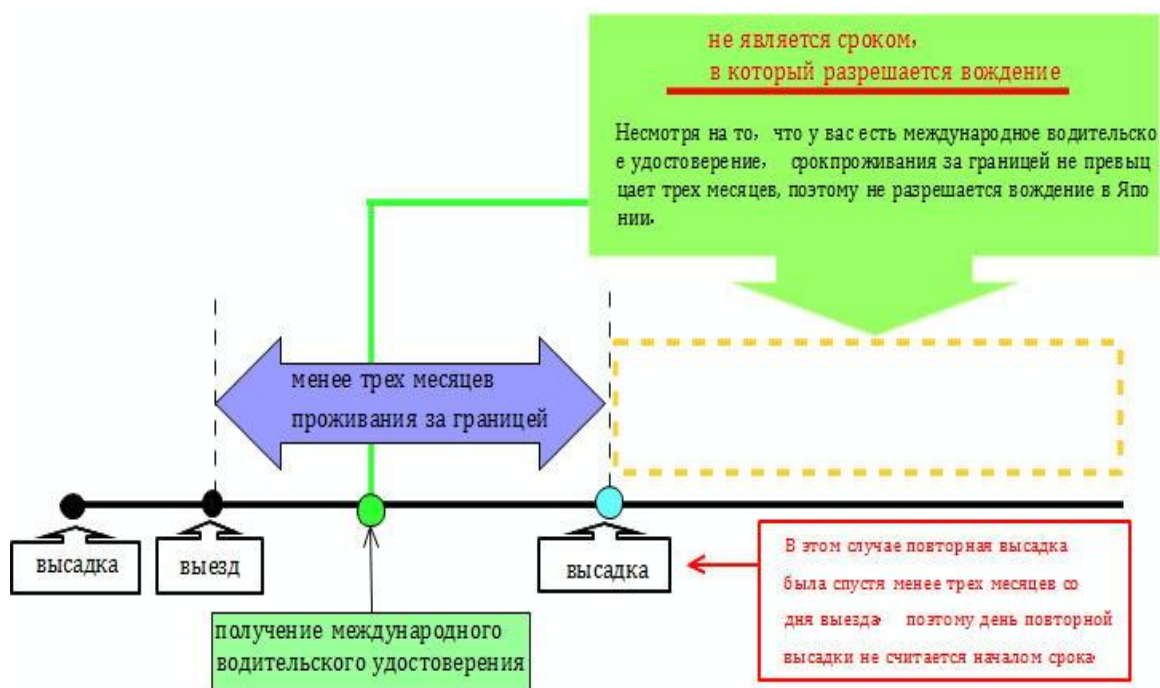 не является сроком,
в который разрешается вождение
Несмотря на то, что у вас есть международное водительско
е удостоверение, срокпроживания за границей не превыщ
цает трех месяцев, поэтому не разрешается вождение в Япо
нии.
менее трех месяцев
проживания за границей
высадка
выезд
высадка
получение международного
водительского удостоверения
В этом случае повторная высадка
была спустя менее трех месяцев со
дня выезда, поэтому день повторной
высадки не считается началом срока.